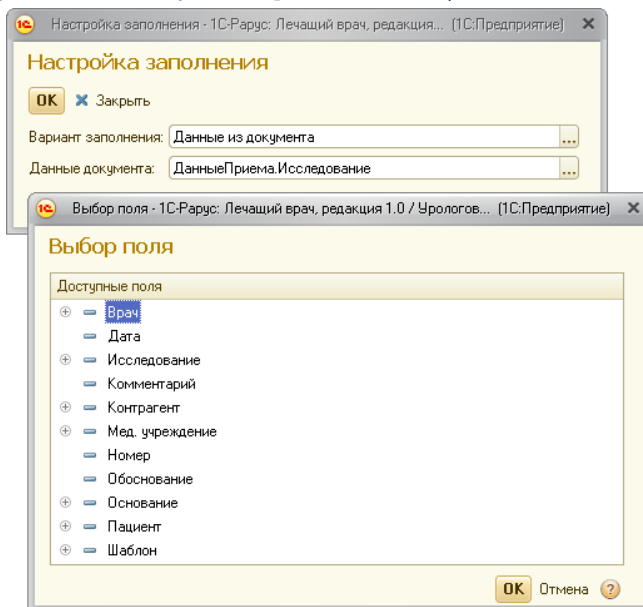 Настройка заполнения - 1С-Рарус: Лечащий врач, редакция... (1С:Предприятие)
Настройка заполнения
ОК Закрыть
Вариант заполнения: Данные из документа ...
Данные документа: ДанныеПриема.Исследование ...
Выбор поля - 1С-Рарус: Лечащий врач, редакция 1.0 / Урологов... (1С:Предприятие)
Выбор поля
Доступные поля
Врач
Дата
Исследование
Комментарий
Контрагент
Мед. учреждение
Номер
Обоснование
Основание
Пациент
Шаблон
ОК Отмена ?